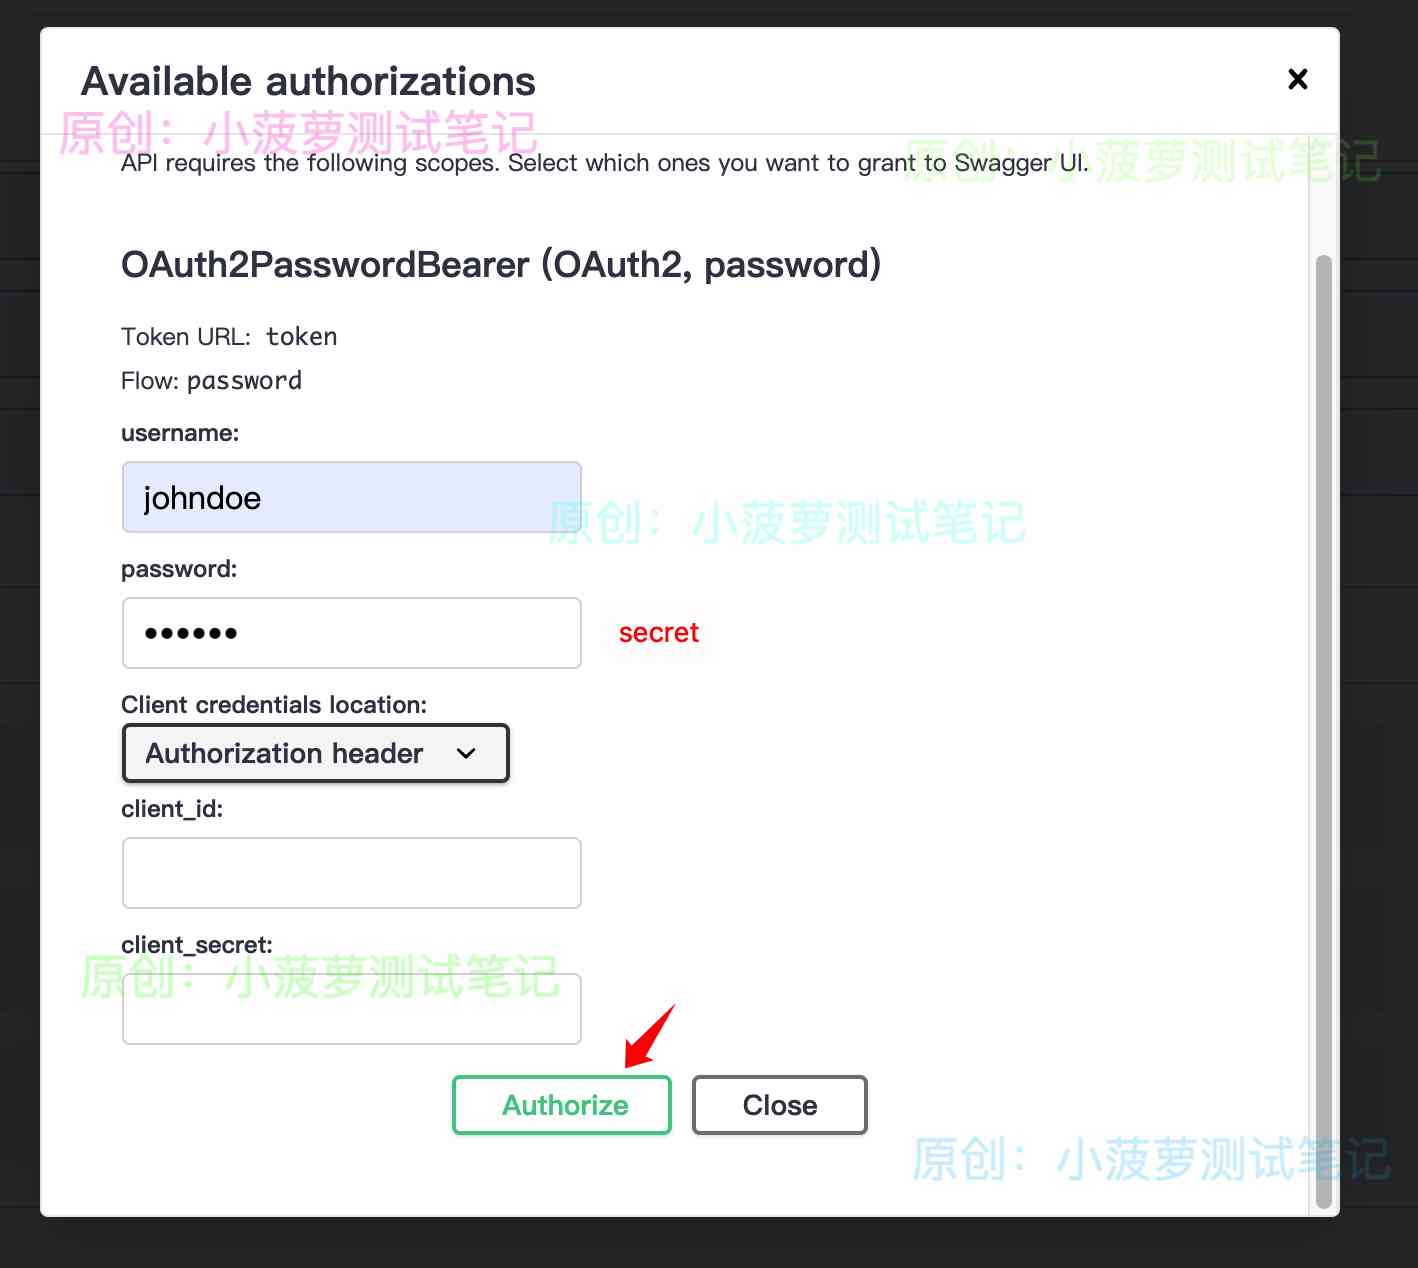 Available authorizations
原创：小菠萝测试笔记
原创：小菠萝测试笔记
API requires the following scopes. Select which ones you want to grant to Swagger UI.
OAuth2PasswordBearer (OAuth2, password)
Token URL: token
Flow: password
username:
johndoe
原创：小菠萝测试笔记
password:
••••••
secret
Client credentials location:
Authorization header
client_id:
client_secret:
原创：小菠萝测试笔记
Authorize
Close
原创：小菠萝测试笔记